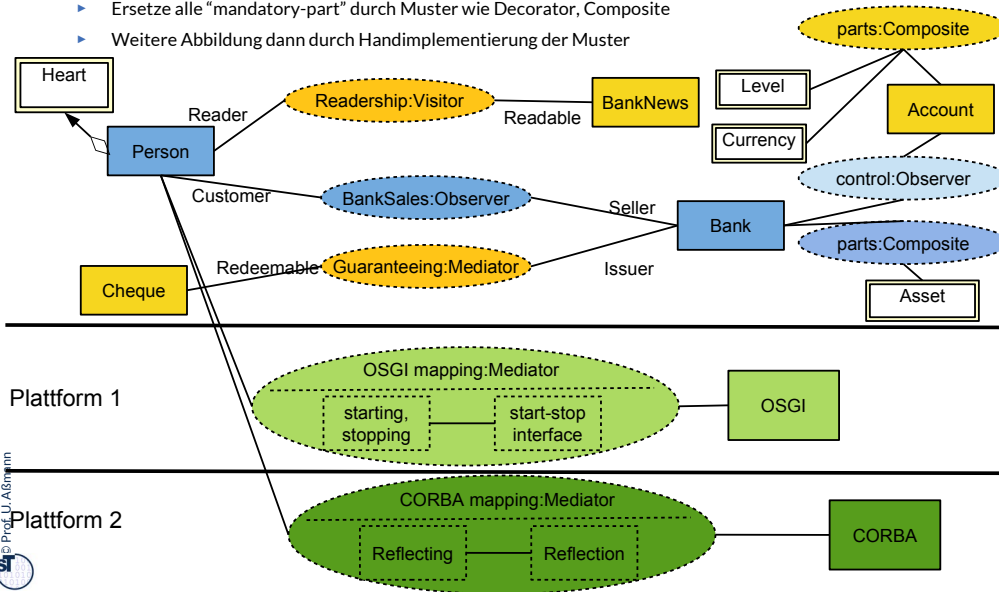 ► Ersetze alle “mandatory-part” durch Muster wie Decorator, Composite
► Weitere Abbildung dann durch Handimplementierung der Muster
parts:Composite
Heart
Level
Readership:Visitor
BankNews
Account
Reader
Readable
Currency
Person
control:Observer
Customer
BankSales:Observer
Seller
Bank
parts:Composite
Redeemable
Guaranteeing:Mediator
Issuer
Cheque
Asset
OSGI mapping:Mediator
Plattform 1
starting,
stopping
start-stop
interface
OSGI
CORBA mapping:Mediator
Plattform 2
Reflecting
Reflection
CORBA
© Prof. U. Aßmann